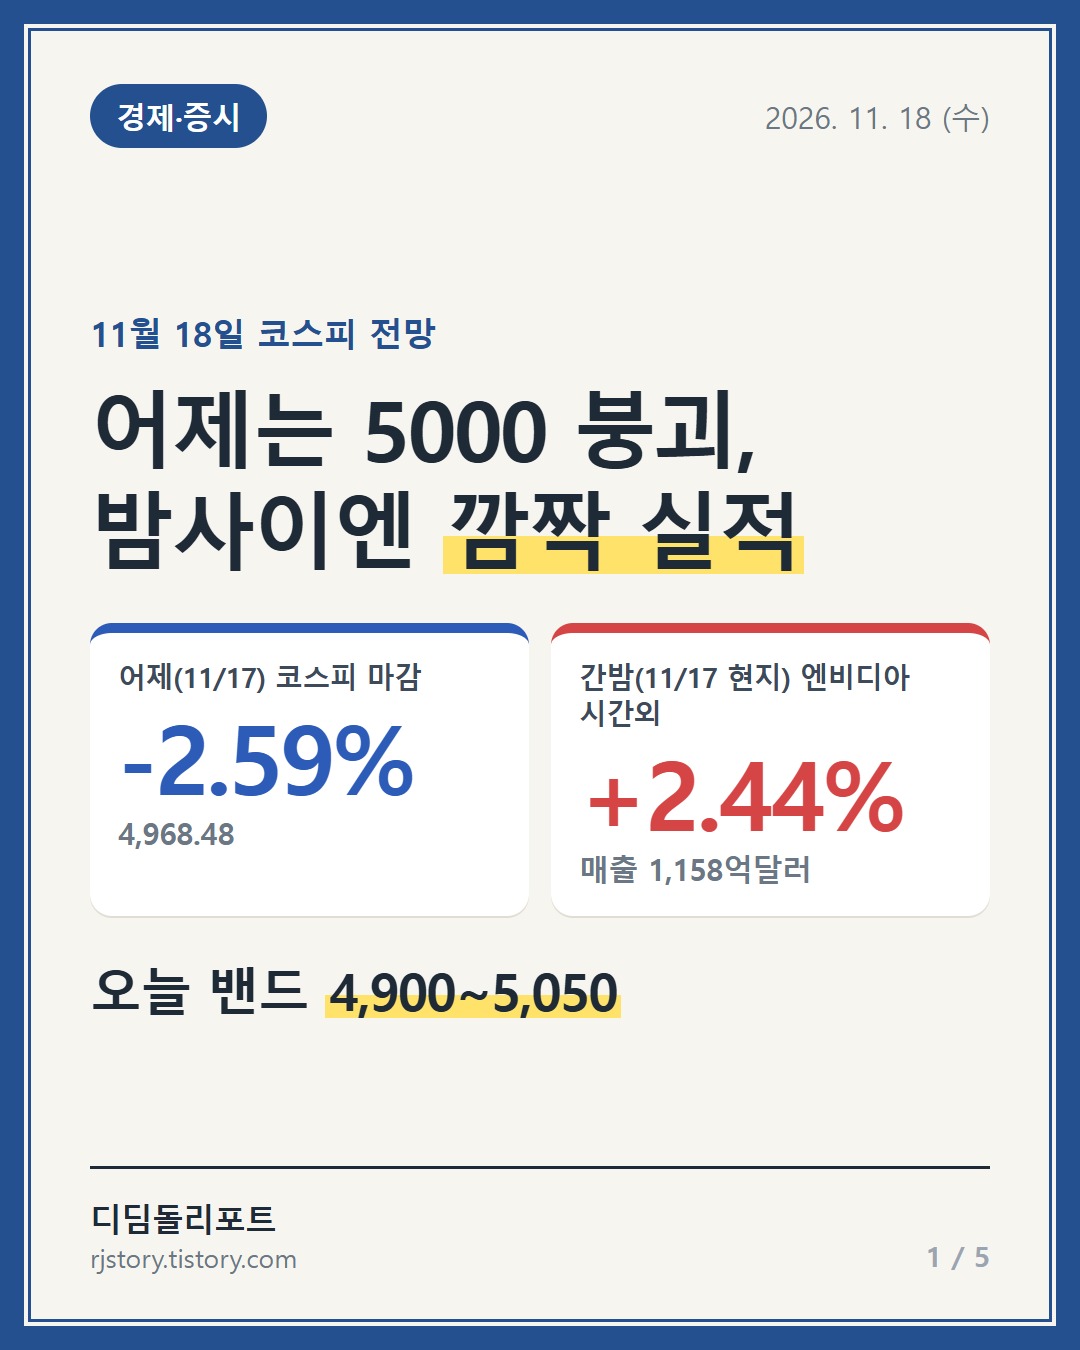 경제·증시
2026. 11. 18 (수)
11월 18일 코스피 전망
어제는 5000 붕괴,
밤사이엔 깜짝 실적
어제(11/17) 코스피 마감
-2.59%
4,968.48
간밤(11/17 현지) 엔비디아
시간외
+2.44%
매출 1,158억달러
오늘 밴드 4,900~5,050
디딤돌리포트
rjstory.tistory.com
1 / 5